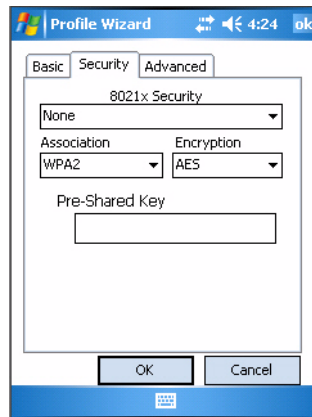 Profile Wizard 4:24 ok
Basic Security Advanced
8021x Security
None
Association Encryption
WPA2 AES
Pre-Shared Key
OK Cancel